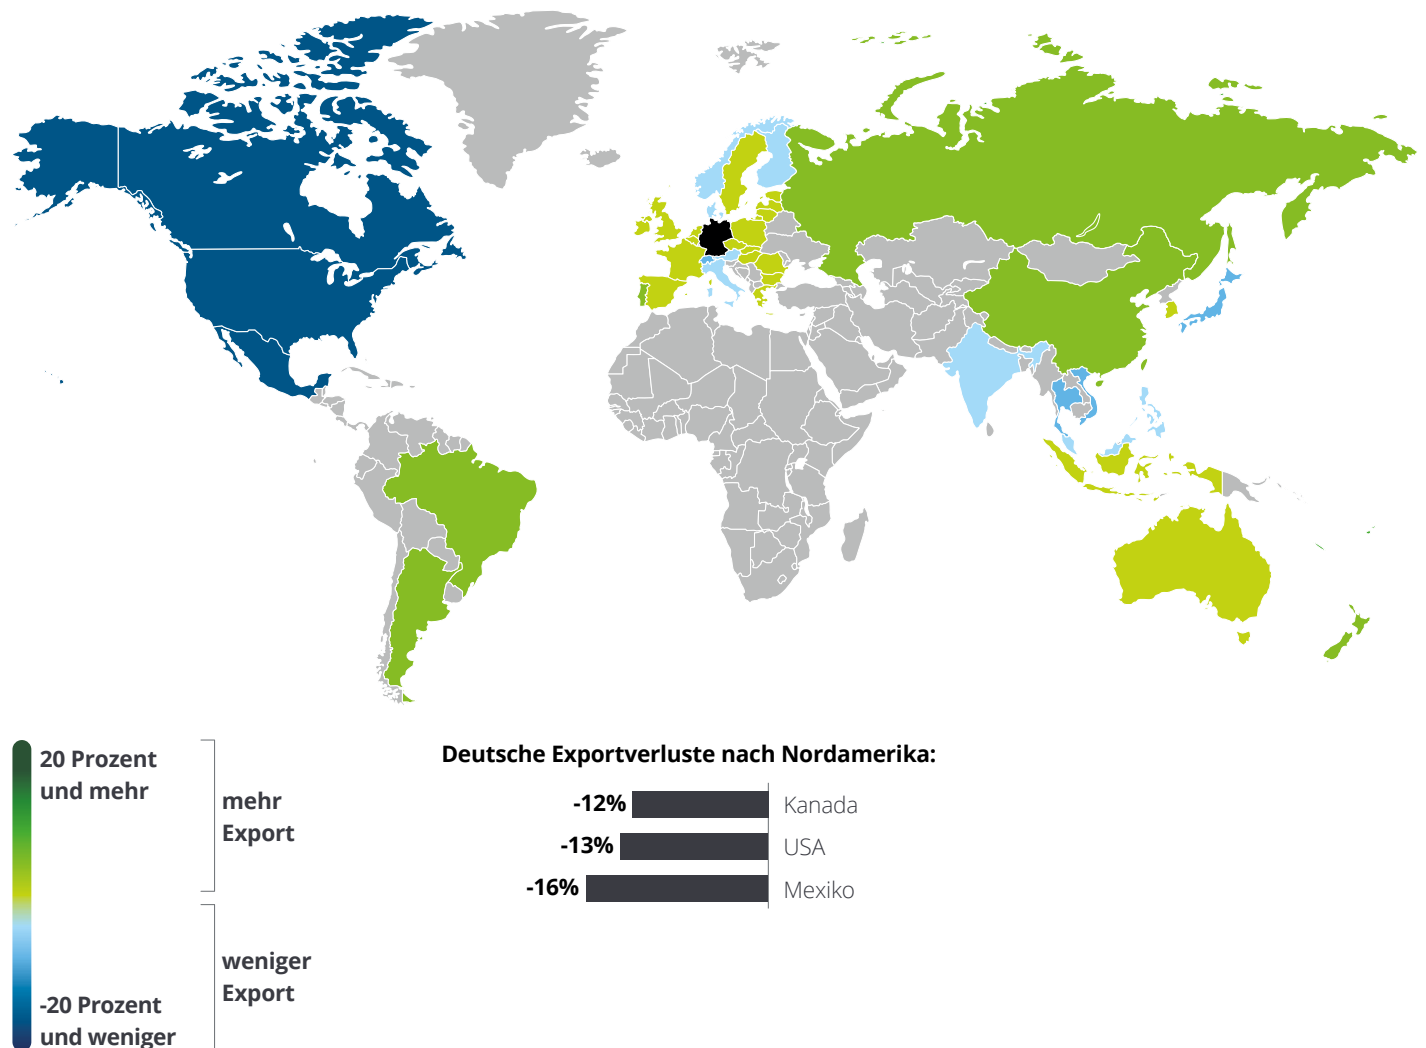 20 Prozent
und mehr
mehr
Export
weniger
Export
-20 Prozent
und weniger
Deutsche Exportverluste nach Nordamerika:
-12% Kanada
-13% USA
-16% Mexiko